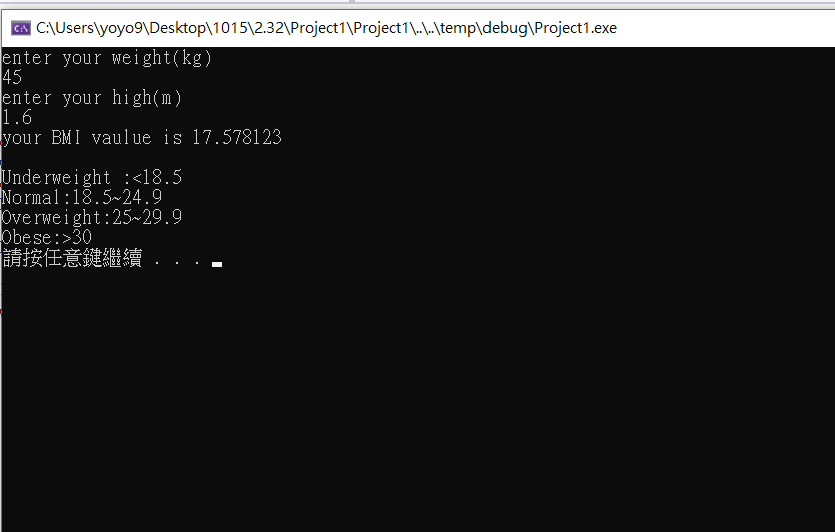 C:\Users\yoyo9\Desktop\1015\2.32\Project1\Project1\..\..\temp\debug\Project1.exe
enter your weight(kg)
45
enter your high(m)
1.6
your BMI vaulue is 17.578123
Underweight :<18.5
Normal:18.5~24.9
Overweight:25~29.9
Obese:>30
請按任意鍵繼續 . . .